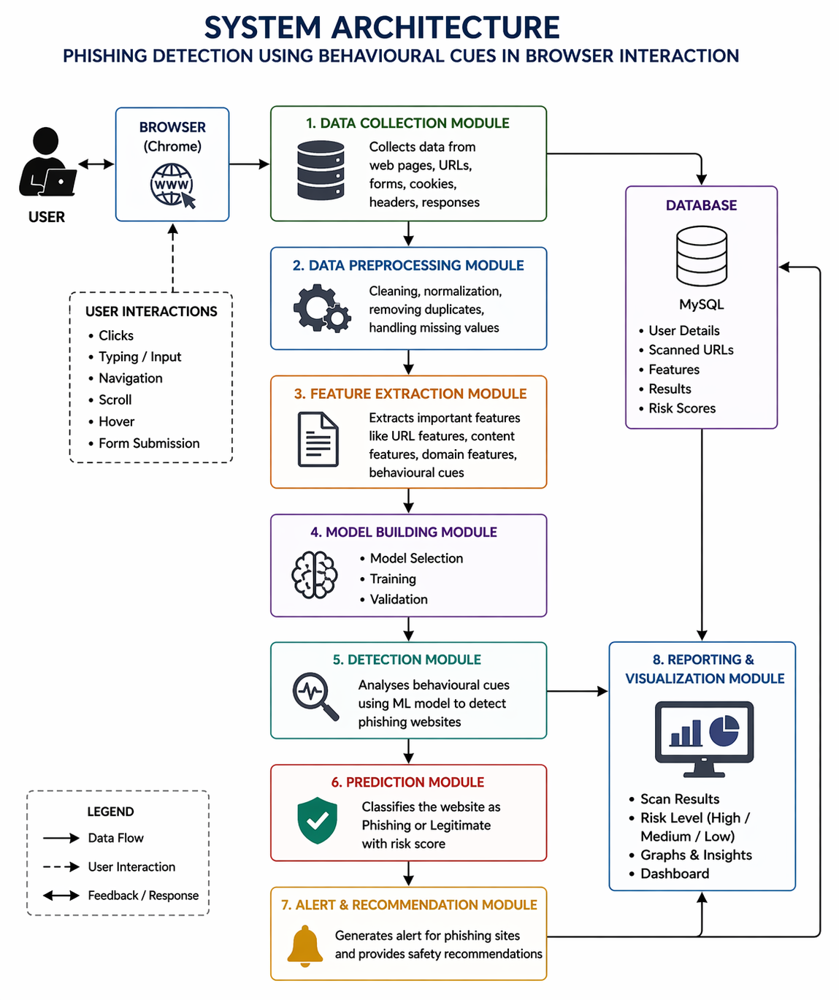 SYSTEM ARCHITECTURE
PHISHING DETECTION USING BEHAVIOURAL CUES IN BROWSER INTERACTION
USER
BROWSER
(Chrome)
WWW
USER INTERACTIONS
• Clicks
• Typing / Input
• Navigation
• Scroll
• Hover
• Form Submission
1. DATA COLLECTION MODULE
Collects data from
web pages, URLs,
forms, cookies,
headers, responses
2. DATA PREPROCESSING MODULE
Cleaning, normalization,
removing duplicates,
handling missing values
3. FEATURE EXTRACTION MODULE
Extracts important features
like URL features, content
features, domain features,
behavioural cues
4. MODEL BUILDING MODULE
• Model Selection
• Training
• Validation
5. DETECTION MODULE
Analyses behavioural cues
using ML model to detect
phishing websites
6. PREDICTION MODULE
Classifies the website as
Phishing or Legitimate
with risk score
7. ALERT & RECOMMENDATION MODULE
Generates alert for phishing sites
and provides safety recommendations
DATABASE
MySQL
• User Details
• Scanned URLs
• Features
• Results
• Risk Scores
8. REPORTING &
VISUALIZATION MODULE
• Scan Results
• Risk Level (High /
Medium / Low)
• Graphs & Insights
• Dashboard
LEGEND
Data Flow
User Interaction
Feedback / Response